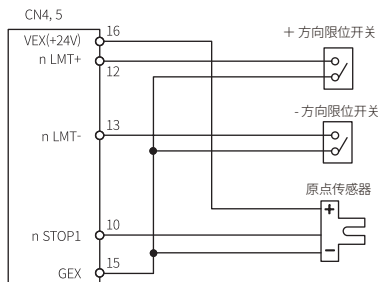 CN4, 5
16
VEX(+24V)
n LMT+
12
+ 方向限位开关
13
n LMT-
- 方向限位开关
原点传感器
+
10
n STOP1
−
15
GEX